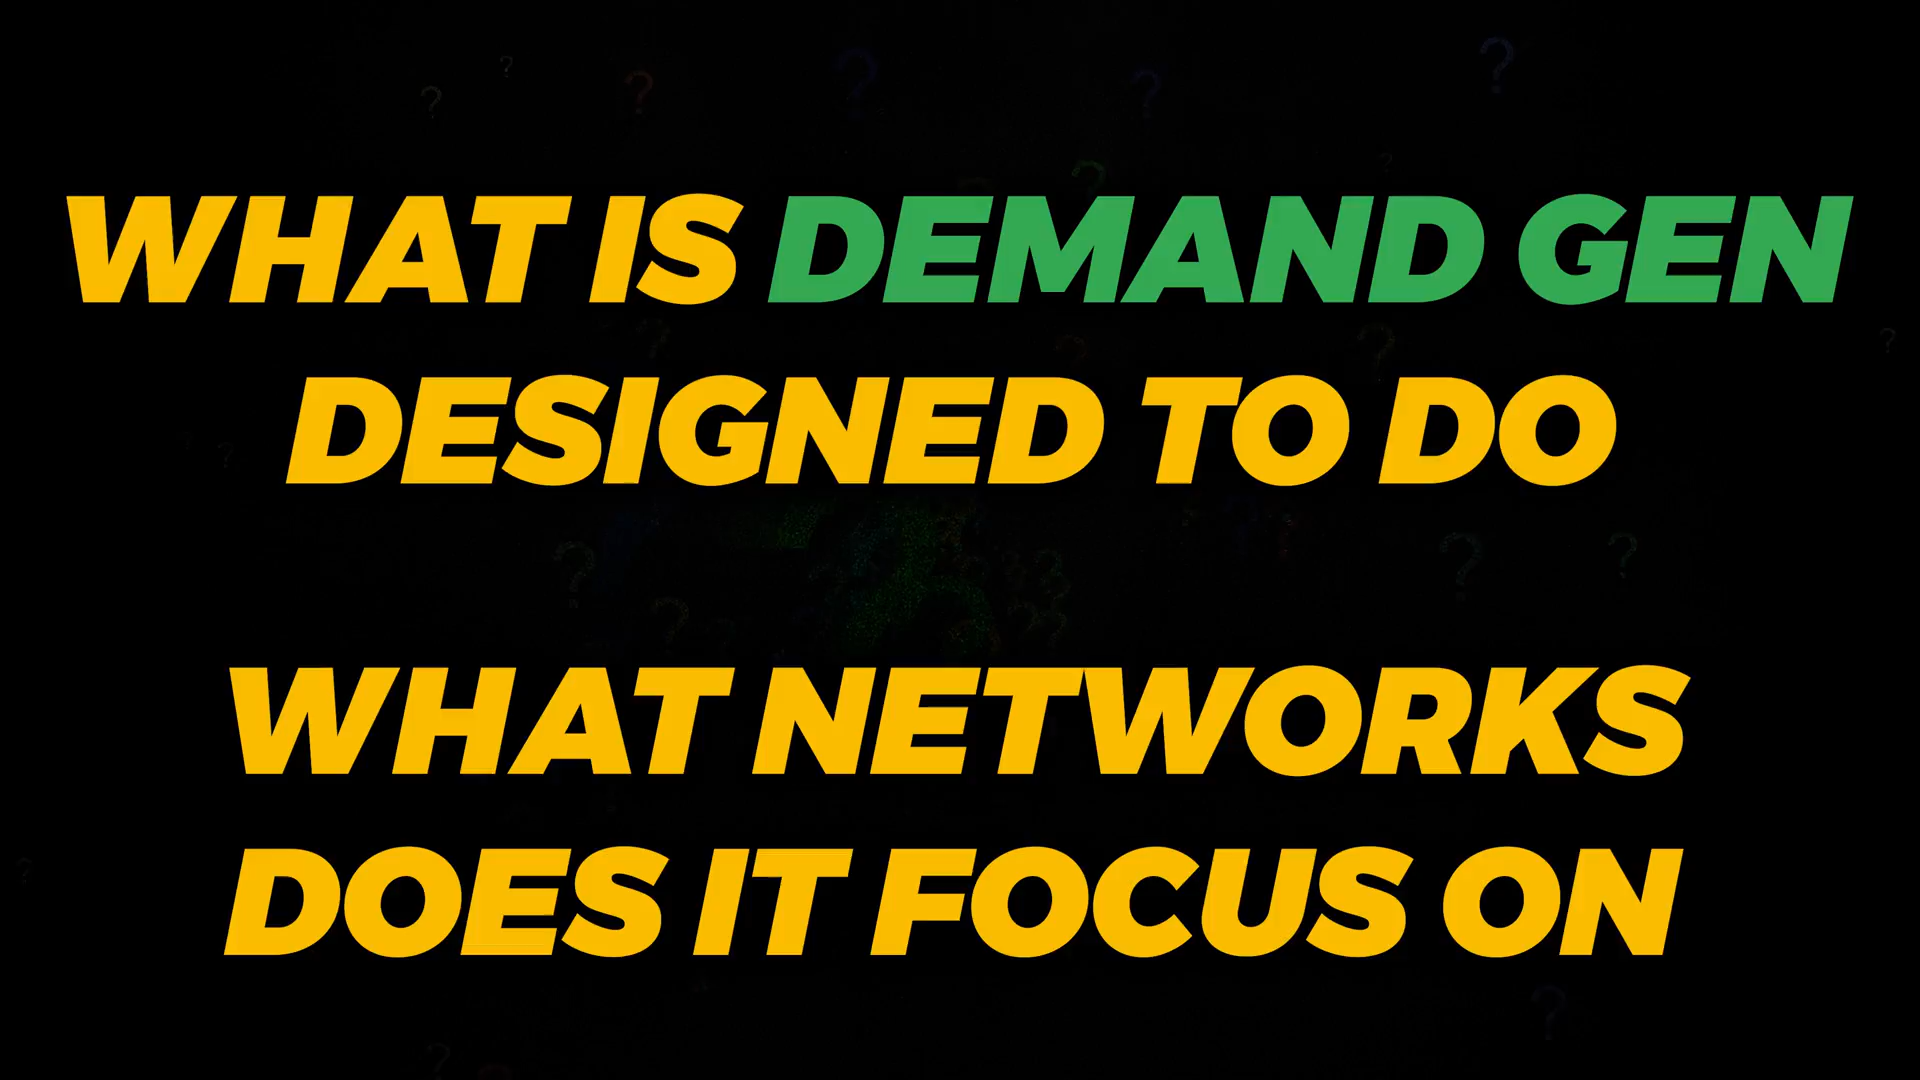 WHAT IS DEMAND GEN
DESIGNED TO DO
WHAT NETWORKS
DOES IT FOCUS ON